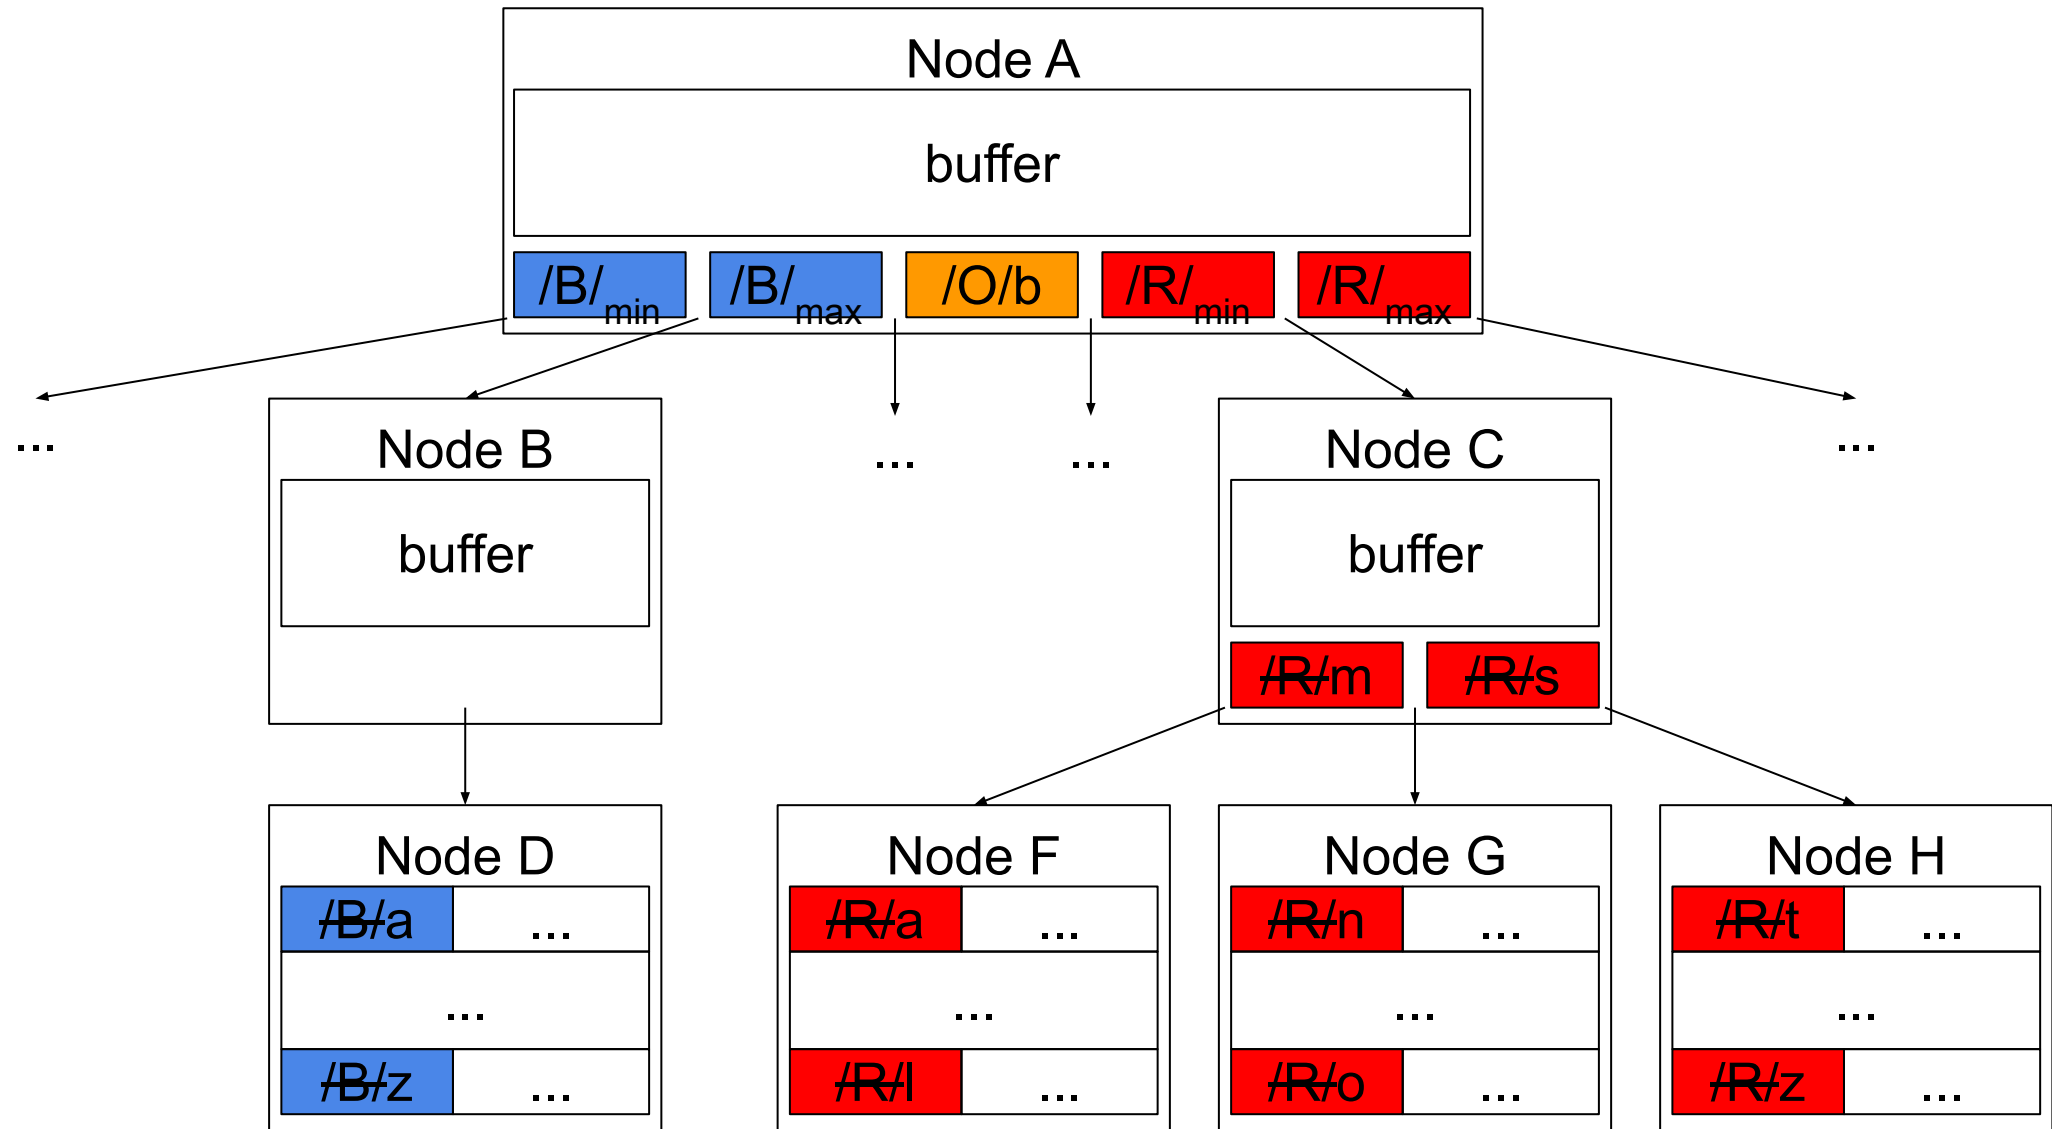 Node A
buffer
/B/min /B/max /O/b /R/min /R/max
... Node B ... ... Node C ...
buffer buffer
/R/m /R/s
Node D Node F Node G Node H
/B/a ... /R/a ... /R/n ... /R/t ...
... ... ... ...
/B/z ... /R/l ... /R/o ... /R/z ...